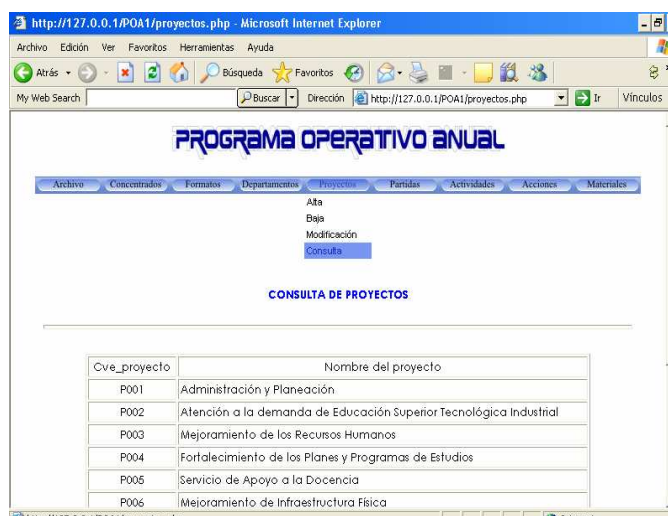 http://127.0.0.1/POA1/proyectos.php - Microsoft Internet Explorer
Archivo Edición Ver Favoritos Herramientas Ayuda
Atrás Búsqueda Favoritos
My Web Search Buscar Dirección http://127.0.0.1/POA1/proyectos.php Ir Vínculos
PROGRAMA OPERATIVO ANUAL
Archivo Concentrados Formatos Departamentos Proyectos Partidas Actividades Acciones Materiales
Alta
Baja
Modificación
Consulta
CONSULTA DE PROYECTOS
Cve_proyecto Nombre del proyecto
P001 Administración y Planeación
P002 Atención a la demanda de Educación Superior Tecnológica Industrial
P003 Mejoramiento de los Recursos Humanos
P004 Fortalecimiento de los Planes y Programas de Estudios
P005 Servicio de Apoyo a la Docencia
P006 Mejoramiento de Infraestructura Física